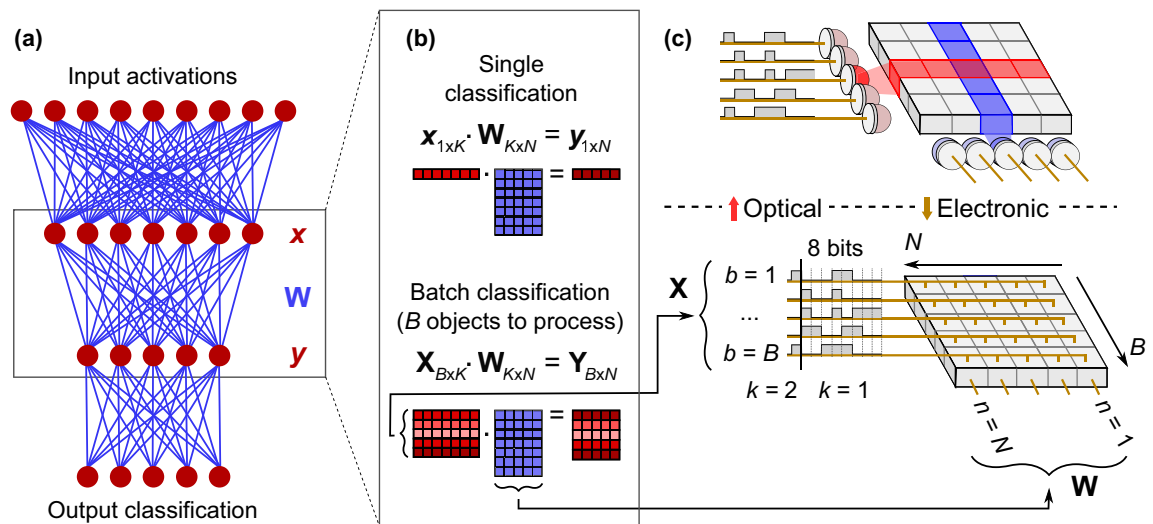 (a)
Input activations
x
W
y
Output classification
(b)
Single
classification
x1xK · WKxN = y1xN
· =
Batch classification
(B objects to process)
XBxK · WKxN = YBxN
· =
(c)
Optical
Electronic
8 bits
N
X
b = 1
...
b = B
k = 2 k = 1
B
n = N
n = 1
W